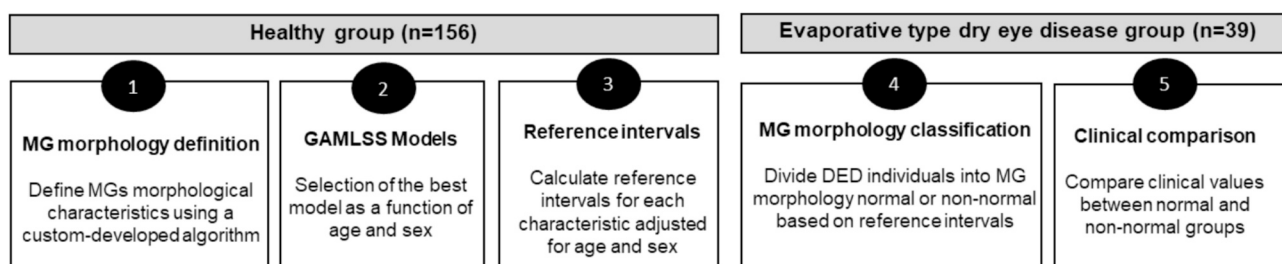 Healthy group (n=156)
Evaporative type dry eye disease group (n=39)
1
MG morphology definition
Define MGs morphological
characteristics using a
custom-developed algorithm
2
GAMLSS Models
Selection of the best
model as a function of
age and sex
3
Reference intervals
Calculate reference
intervals for each
characteristic adjusted
for age and sex
4
MG morphology classification
Divide DED individuals into MG
morphology normal or non-normal
based on reference intervals
5
Clinical comparison
Compare clinical values
between normal and
non-normal groups